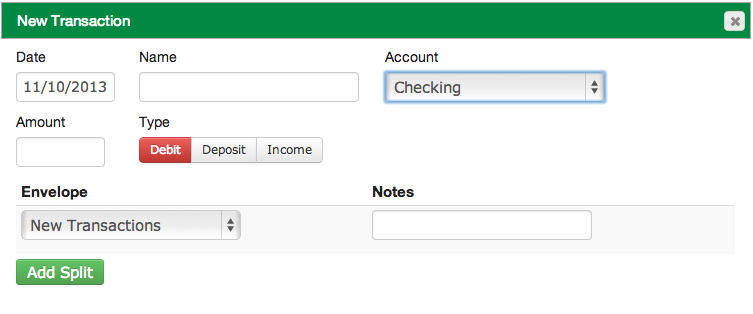 New Transaction
Date Name Account
11/10/2013 Checking
Amount Type
Debit Deposit Income
Envelope Notes
New Transactions
Add Split